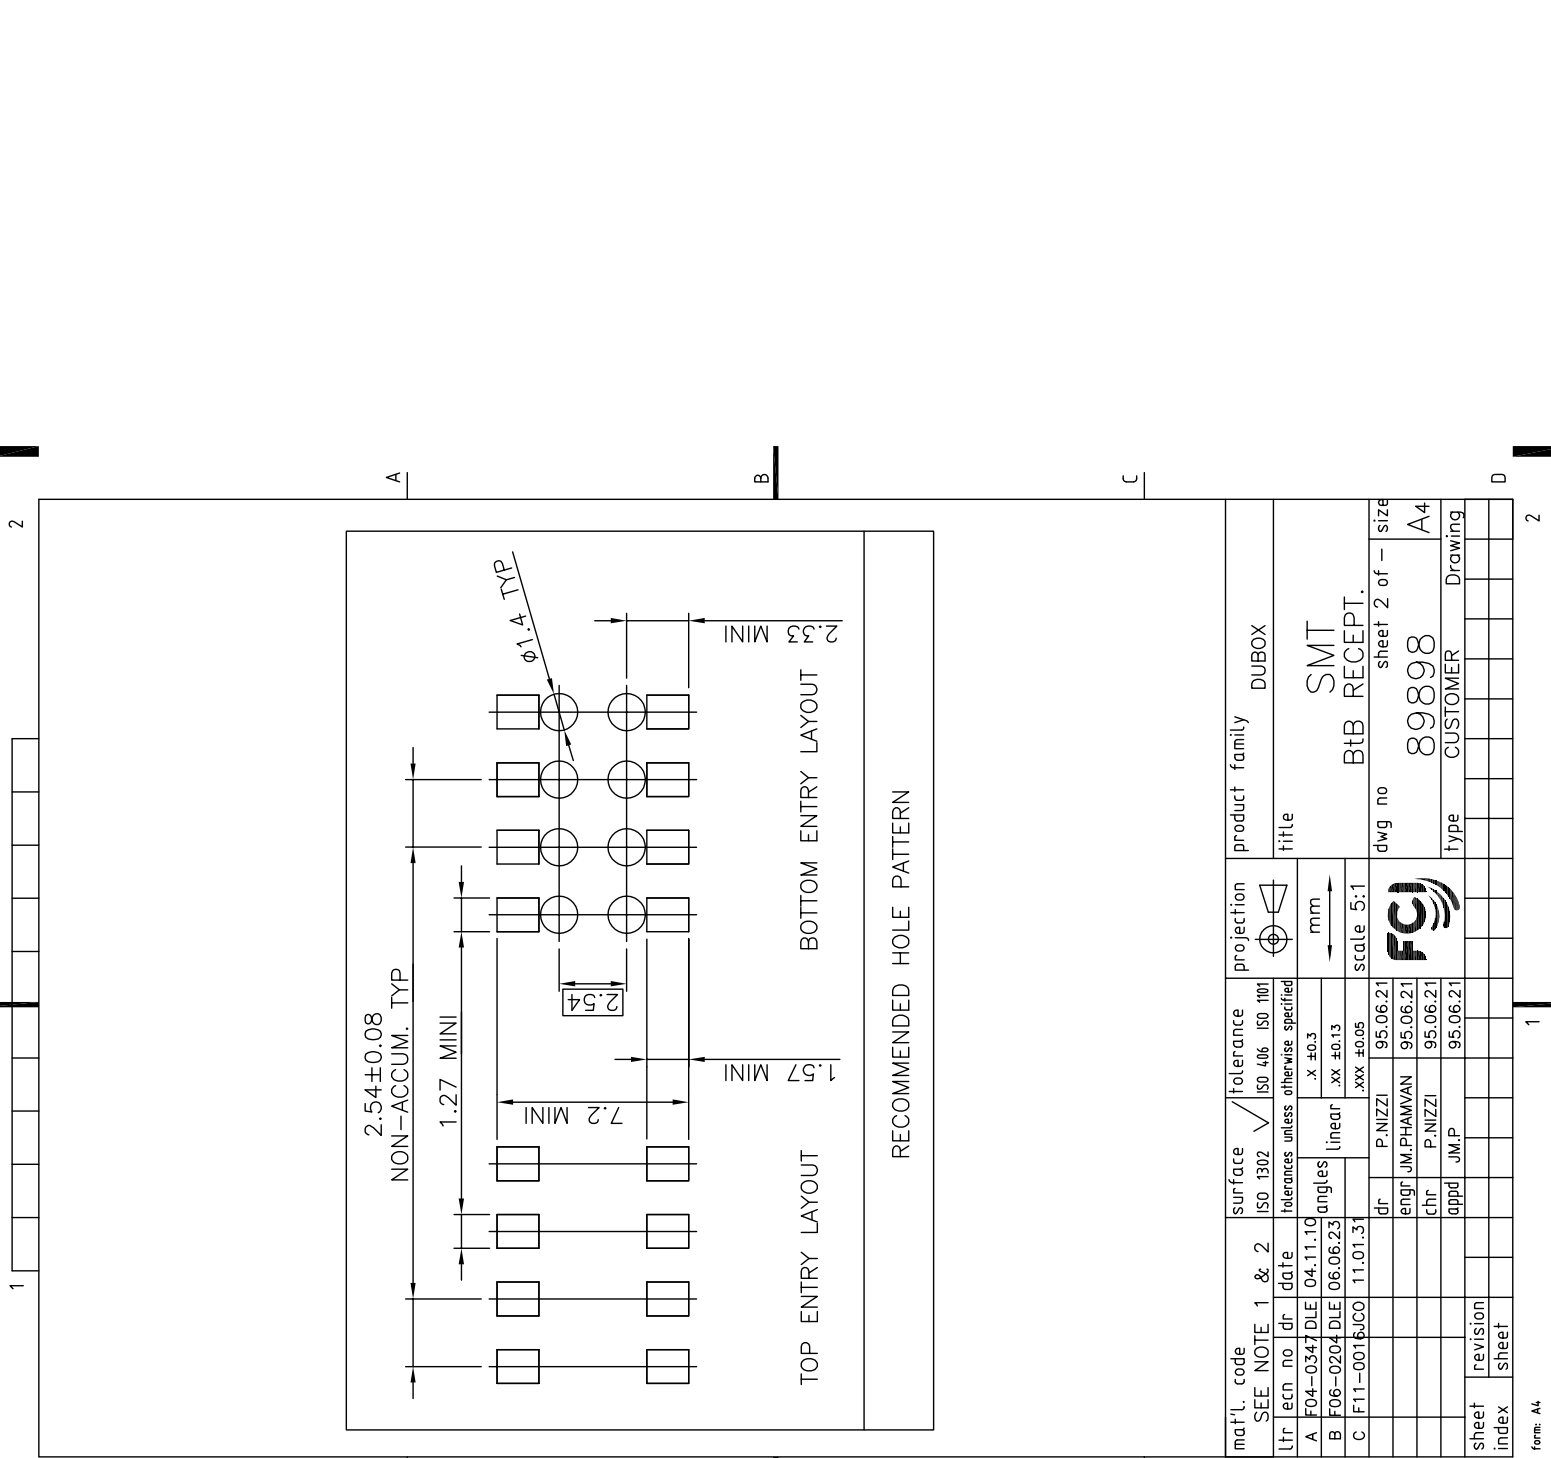 2
1
A
B
C
D
2
1
2.54±0.08
NON-ACCUM. TYP
1.27 MINI
ϕ1.4 TYP
7.2 MINI
2.54
1.57 MINI
2.33 MINI
TOP ENTRY LAYOUT
BOTTOM ENTRY LAYOUT
RECOMMENDED HOLE PATTERN
mat'l. code
SEE NOTE 1 & 2
surface
ISO 1302
tolerance
ISO 406 ISO 1101
projection
product family
DUBOX
ltr ecn no dr date
A F04-0347 DLE 04.11.10
B F06-0204 DLE 06.06.23
C F11-0016 JCO 11.01.31
tolerances unless otherwise specified
angles
linear
.X ±0.3
.XX ±0.13
.XXX ±0.05
mm
scale 5:1
title
SMT
BtB RECEPT.
dr P.NIZZI 95.06.21
engr JM.PHAMVAN 95.06.21
chr P.NIZZI 95.06.21
appd JM.P 95.06.21
FCI
dwg no
sheet 2 of -
size
89898
A4
type CUSTOMER Drawing
sheet
index
revision
sheet
form: A4